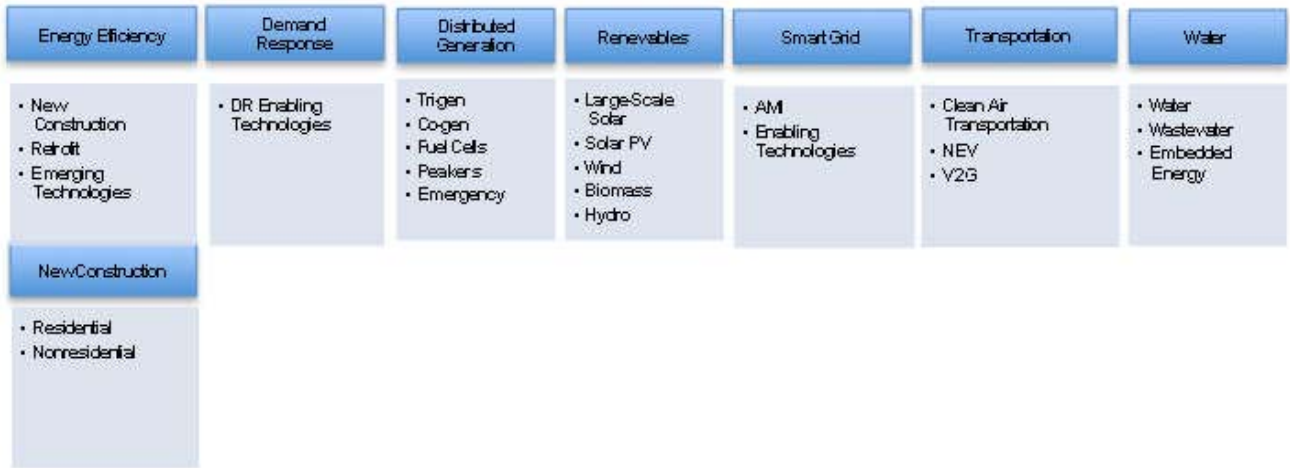 Energy Efficiency
• New
Construction
• Retrofit
• Emerging
Technologies
Demand
Response
• DR Enabling
Technologies
Distributed
Generation
• Tri-gen
• Co-gen
• Fuel Cells
• Peakers
• Emergency
Renewables
• Large-Scale
Solar
• Solar PV
• Wind
• Biomass
• Hydro
Smart Grid
• AMI
• Enabling
Technologies
Transportation
• Clean Air
Transportation
• NEV
• V2G
Water
• Water
• Wastewater
• Embedded
Energy
New Construction
• Residential
• Nonresidential